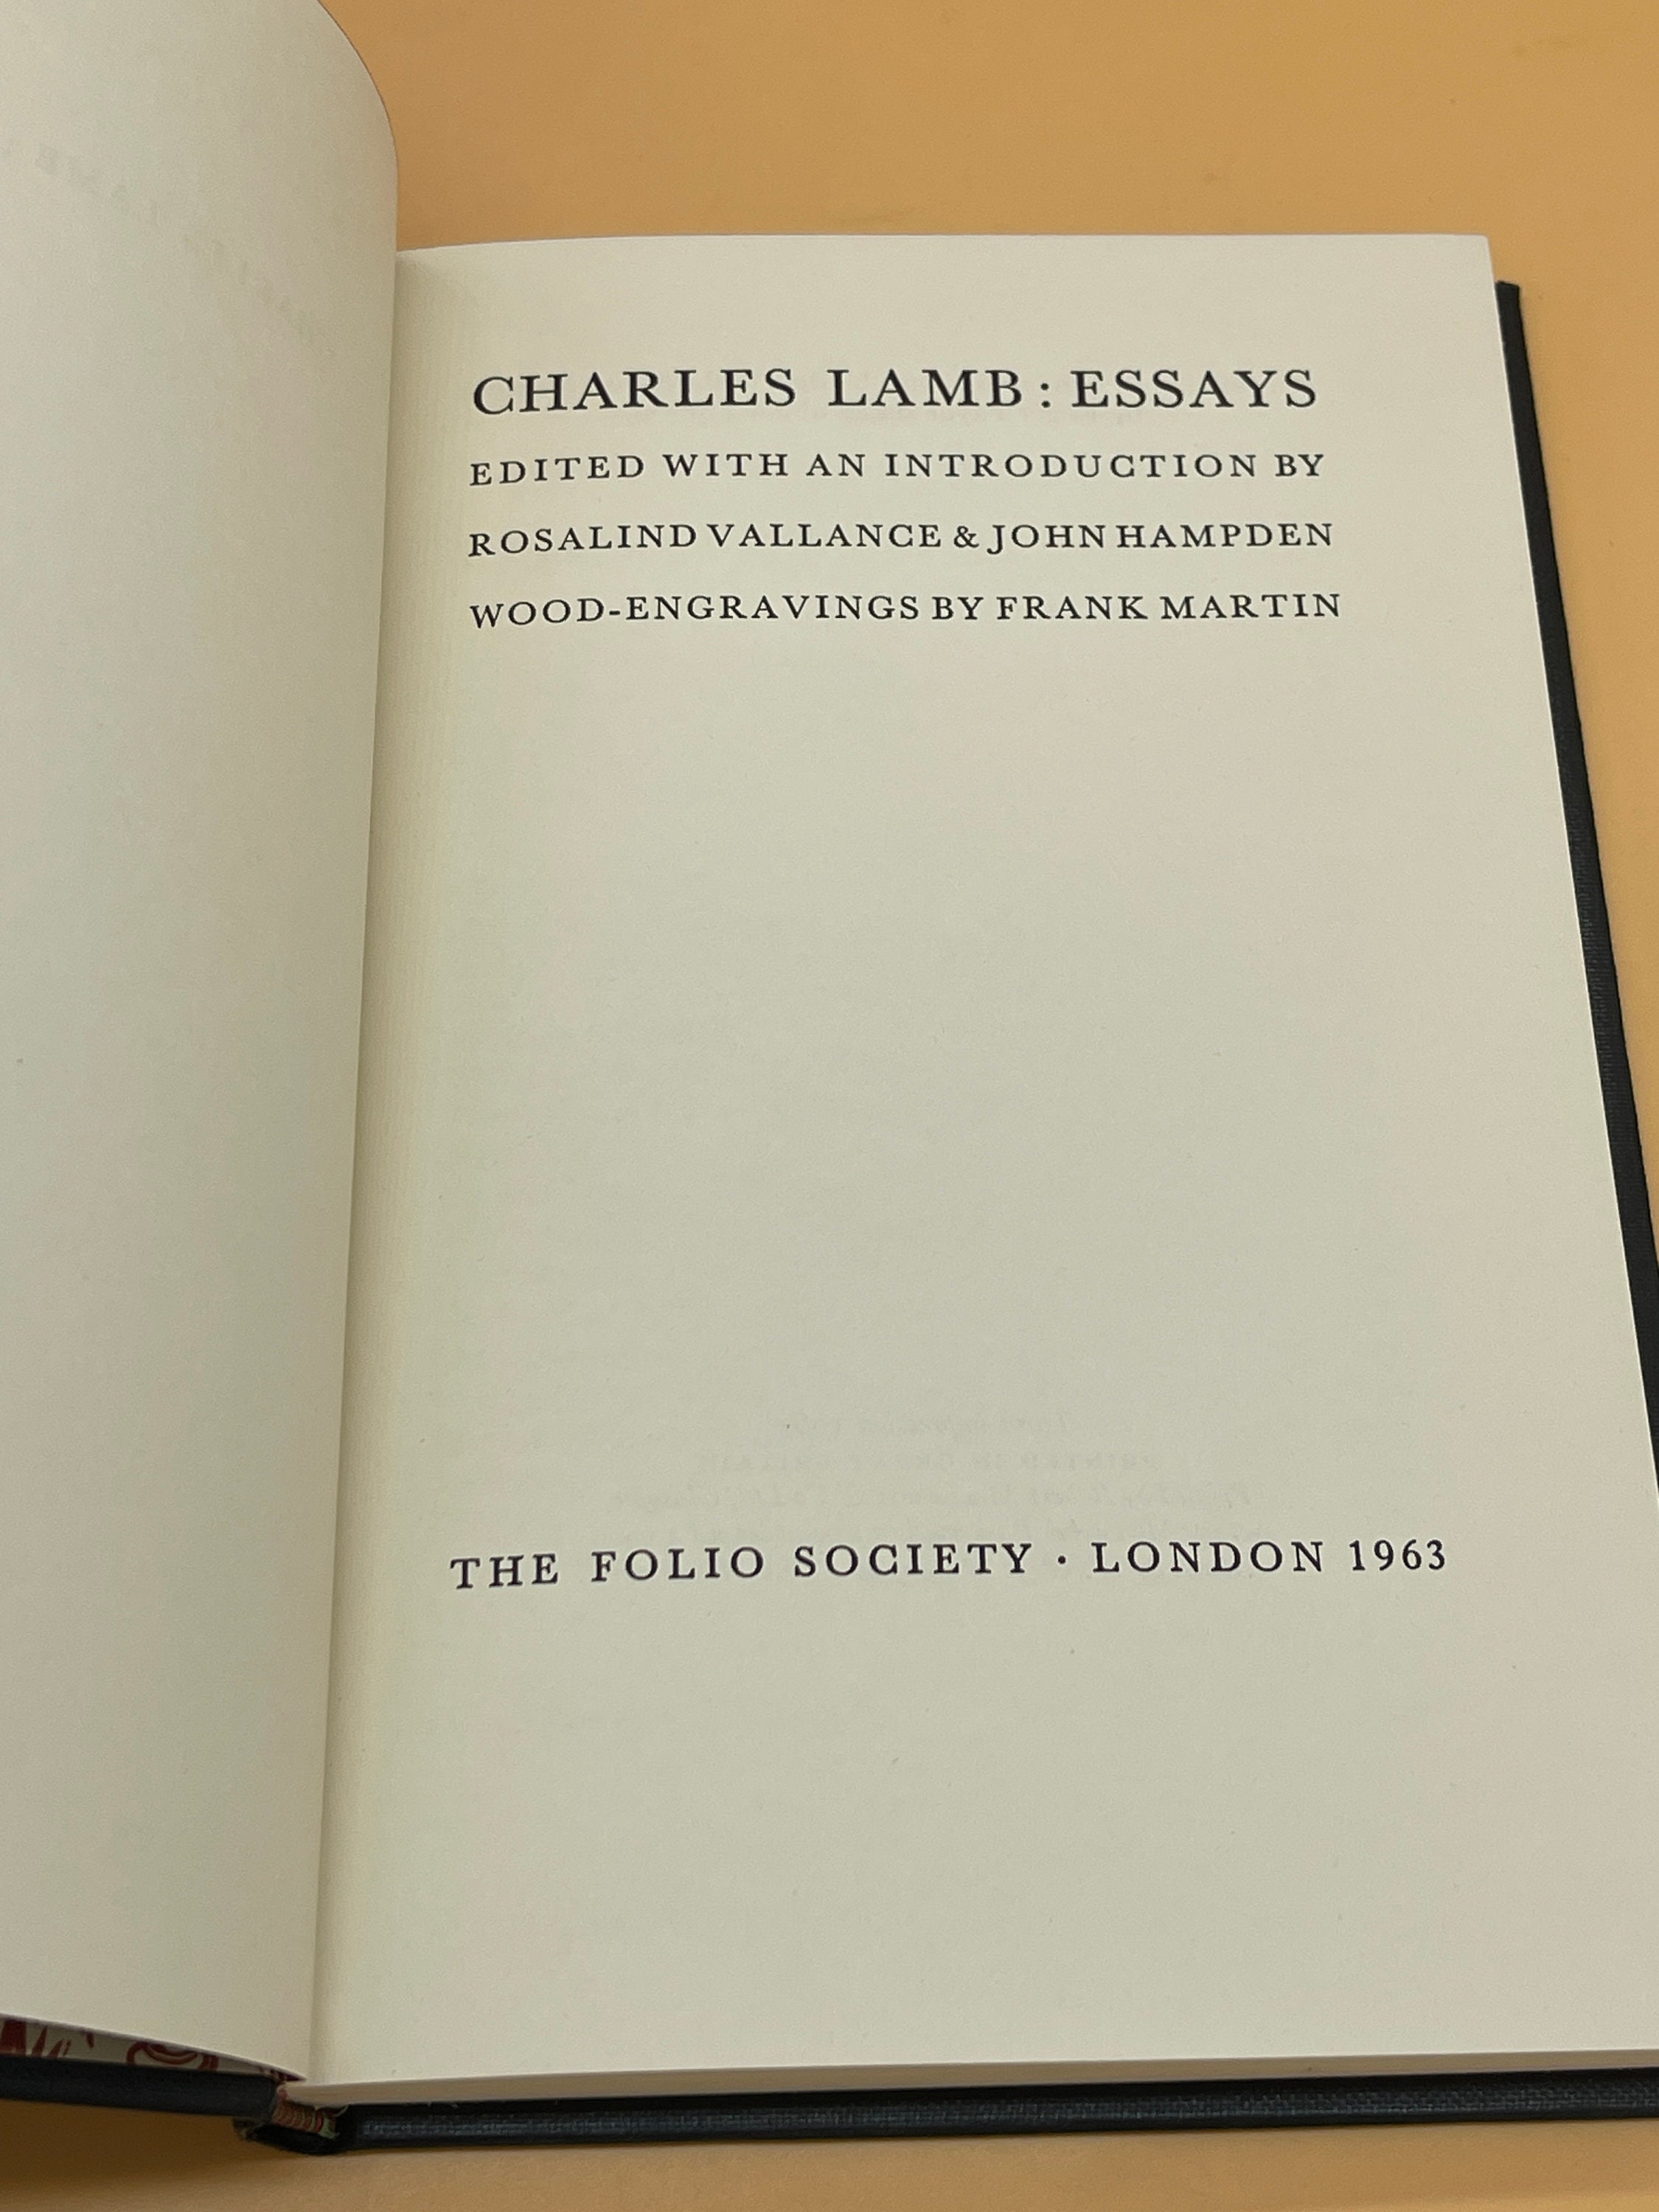 CHARLES LAMB : ESSAYS
EDITED WITH AN INTRODUCTION BY
ROSALIND VALLANCE & JOHN HAMPDEN
WOOD-ENGRAVINGS BY FRANK MARTIN
THE FOLIO SOCIETY · LONDON 1963